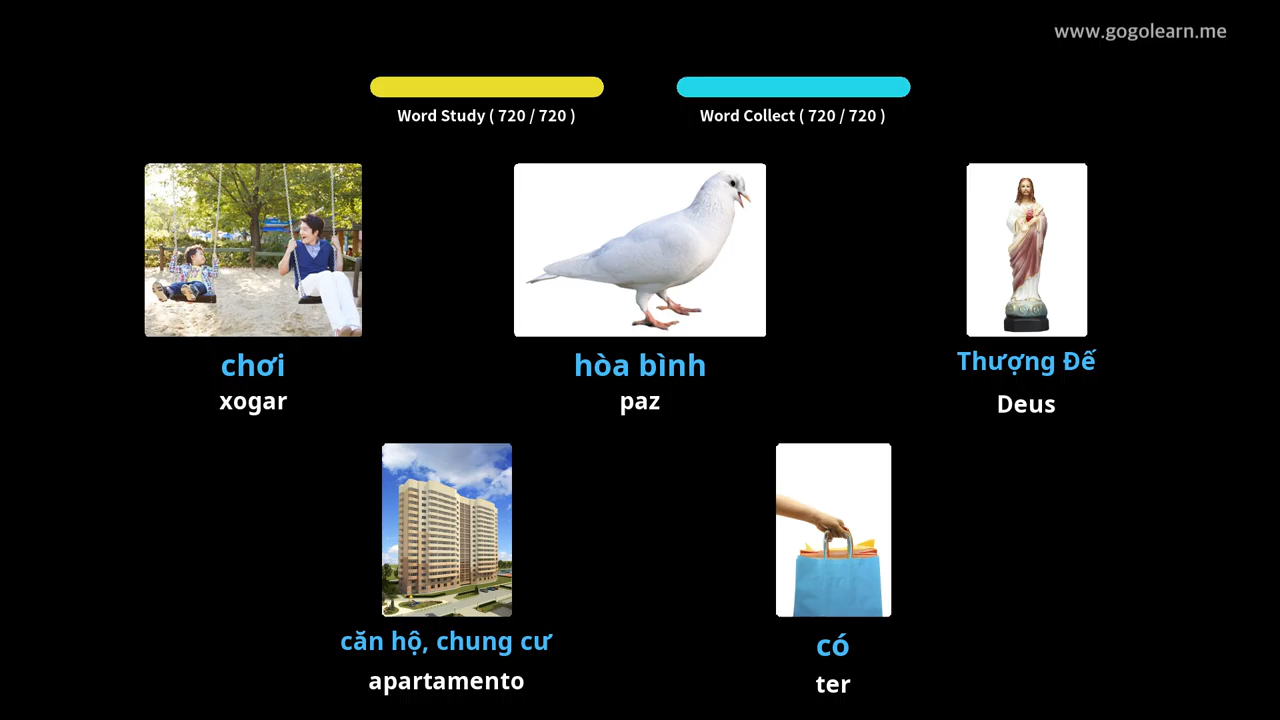 www.gogolearn.me
Word Study ( 720 / 720 )
Word Collect ( 720 / 720 )
chơi
xogar
hòa bình
paz
Thượng Đế
Deus
căn hộ, chung cư
apartamento
có
ter